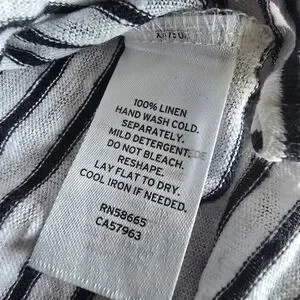 100% LINEN
HAND WASH COLD.
SEPARATELY.
MILD DETERGENT.
DO NOT BLEACH.
RESHAPE.
LAY FLAT TO DRY.
COOL IRON IF NEEDED.
RN58665
CA57963